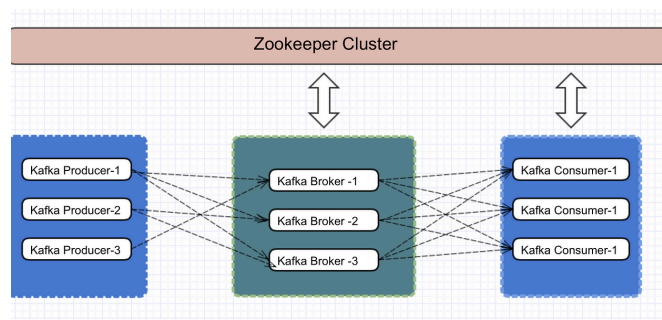 Zookeeper Cluster
Kafka Producer-1
Kafka Producer-2
Kafka Producer-3
Kafka Broker -1
Kafka Broker -2
Kafka Broker -3
Kafka Consumer-1
Kafka Consumer-1
Kafka Consumer-1